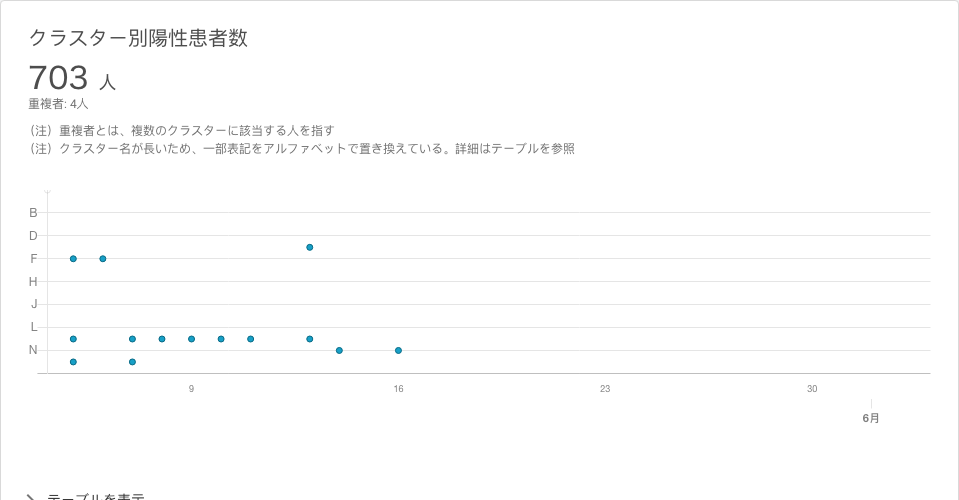 クラスター別陽性患者数
703 人
重複者: 4人
（注）重複者とは、複数のクラスターに該当する人を指す
（注）クラスター名が長いため、一部表記をアルファベットで置き換えている。詳細はテーブルを参照
B
D
F
H
J
L
N
9 16 23 30
6月
テーブルを表示